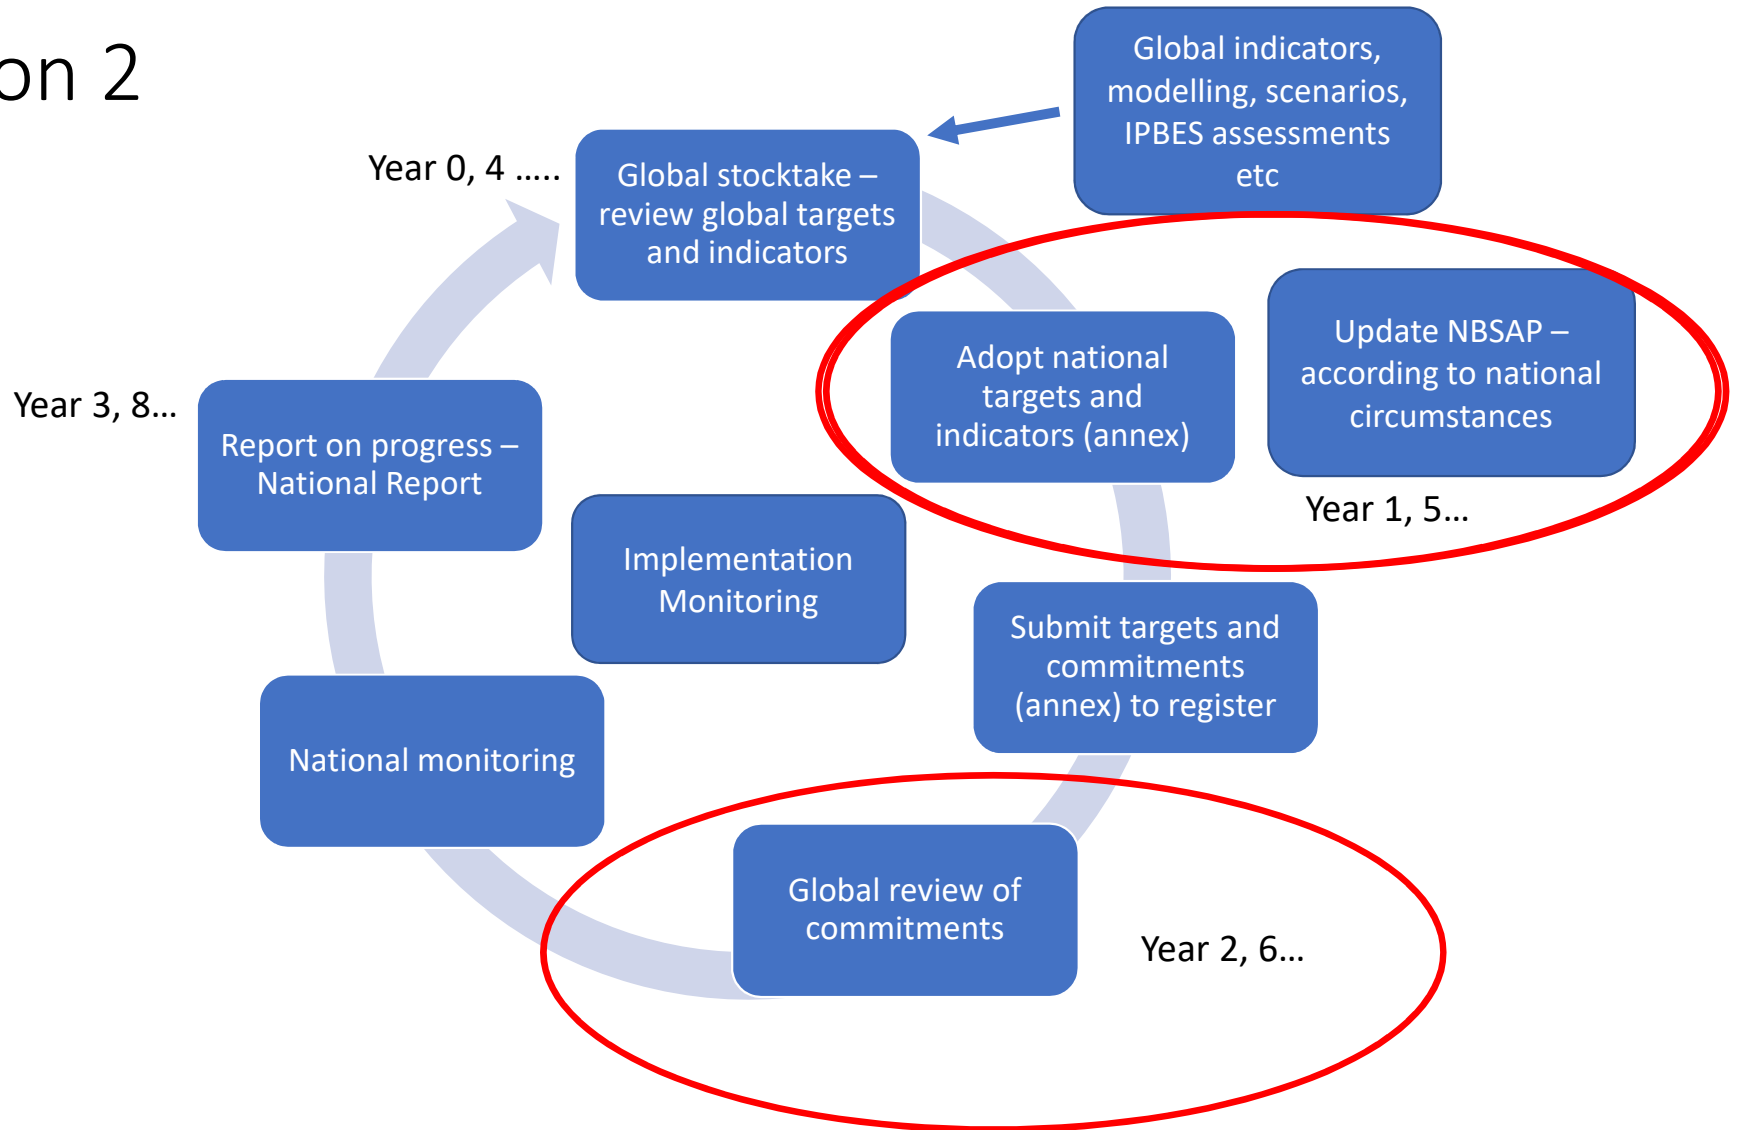 on 2
Global indicators,
modelling, scenarios,
IPBES assessments
etc
Year 0, 4 .....
Global stocktake –
review global targets
and indicators
Adopt national
targets and
indicators (annex)
Update NBSAP –
according to national
circumstances
Year 1, 5...
Submit targets and
commitments
(annex) to register
Global review of
commitments
Year 2, 6...
National monitoring
Implementation
Monitoring
Year 3, 8...
Report on progress –
National Report